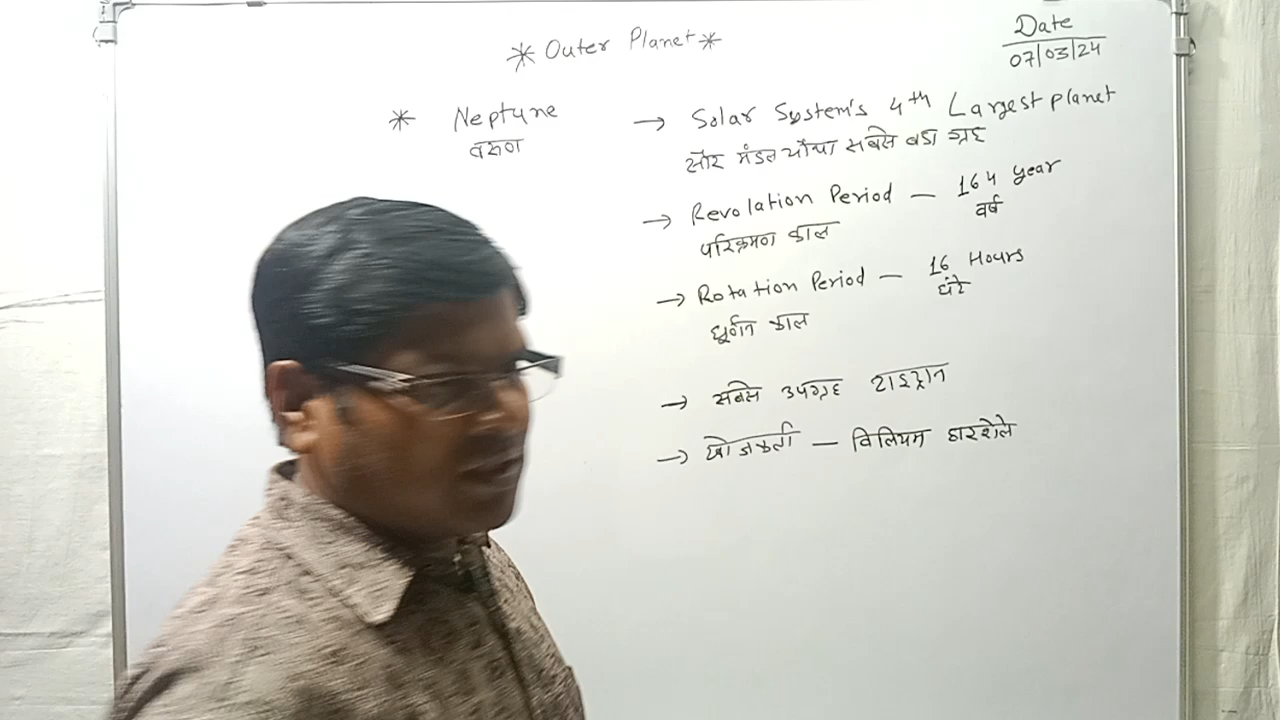 * Outer Planet *
Date
07/03/24
* Neptune
वरुण
→ Solar System's 4th Largest planet
सौर मंडल चौथा सबसे बडा ग्रह
→ Revolation Period – 164 year
परिक्रमण काल वर्ष
→ Rotation Period – 16 Hours
घूर्णन काल घंटे
→ सबसे उपग्रह टाइट्रान
→ खोजकर्ता – विलियम हारशेले